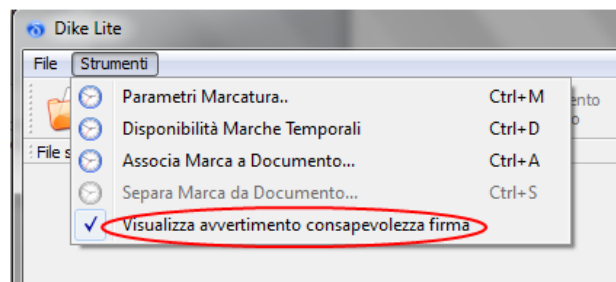 Dike Lite
File Strumenti
Parametri Marcatura.. Ctrl+M
Disponibilità Marche Temporali Ctrl+D
Associa Marca a Documento... Ctrl+A
Separa Marca da Documento... Ctrl+S
Visualizza avvertimento consapevolezza firma
File s